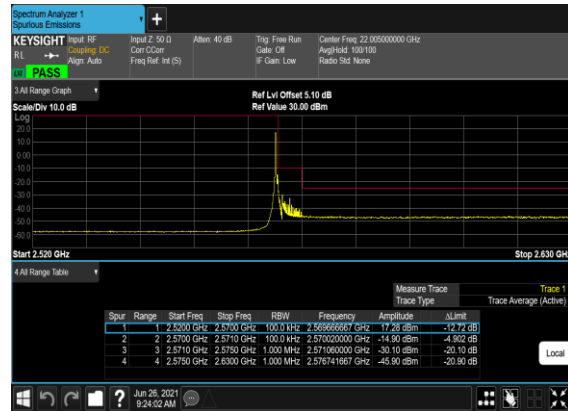 Spectrum Analyzer 1
Spurious Emissions
KEYSIGHT Input: RF Input Z: 50 Ω Atten: 40 dB Trig: Free Run Center Freq: 22.005000000 GHz
RL Coupling: DC Corr CCorr Gate: Off Avg|Hold: 100/100
Align: Auto Freq Ref: Int (S) IF Gain: Low Radio Std: None
PASS
3 All Range Graph
Ref Lvl Offset 5.10 dB
Scale/Div 10.0 dB Ref Value 30.00 dBm
Log
20.0
10.0
0.00
-10.0
-20.0
-30.0
-40.0
-50.0
-60.0
Start 2.520 GHz Stop 2.630 GHz
4 All Range Table
Measure Trace Trace 1
Trace Type Trace Average (Active)
Spur Range Start Freq Stop Freq RBW Frequency Amplitude ΔLimit
1 1 2.5200 GHz 2.5700 GHz 100.0 kHz 2.569666667 GHz 17.28 dBm -12.72 dB
2 2 2.5700 GHz 2.5710 GHz 100.0 kHz 2.570020000 GHz -14.90 dBm -4.902 dB
3 3 2.5710 GHz 2.5750 GHz 1.000 MHz 2.571060000 GHz -30.10 dBm -20.10 dB
4 4 2.5750 GHz 2.6300 GHz 1.000 MHz 2.576741667 GHz -45.90 dBm -20.90 dB
Local
Jun 26, 2021
9:24:02 AM